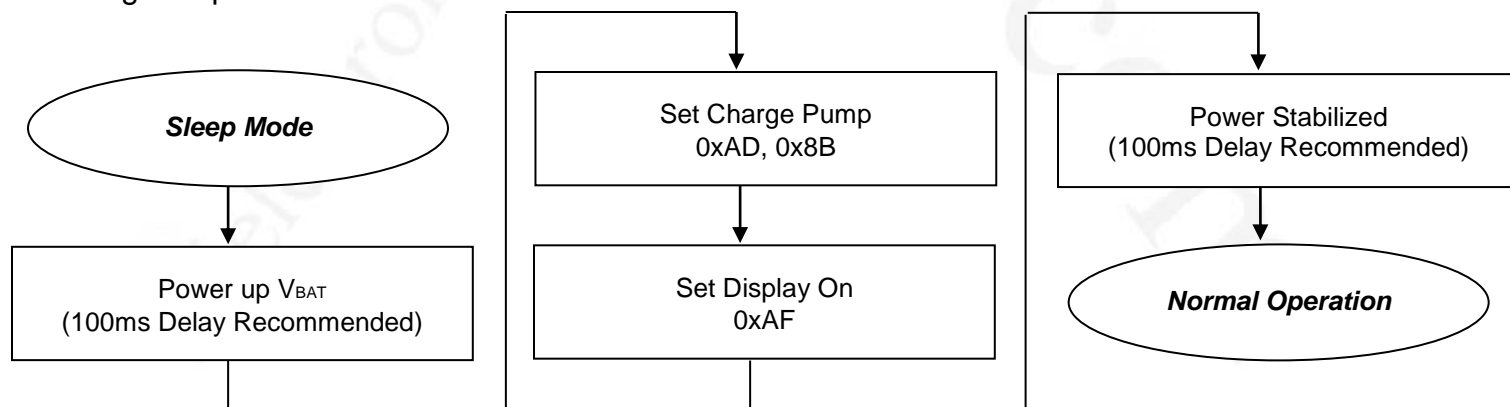 Sleep Mode
Power up VBAT
(100ms Delay Recommended)
Set Charge Pump
0xAD, 0x8B
Set Display On
0xAF
Power Stabilized
(100ms Delay Recommended)
Normal Operation